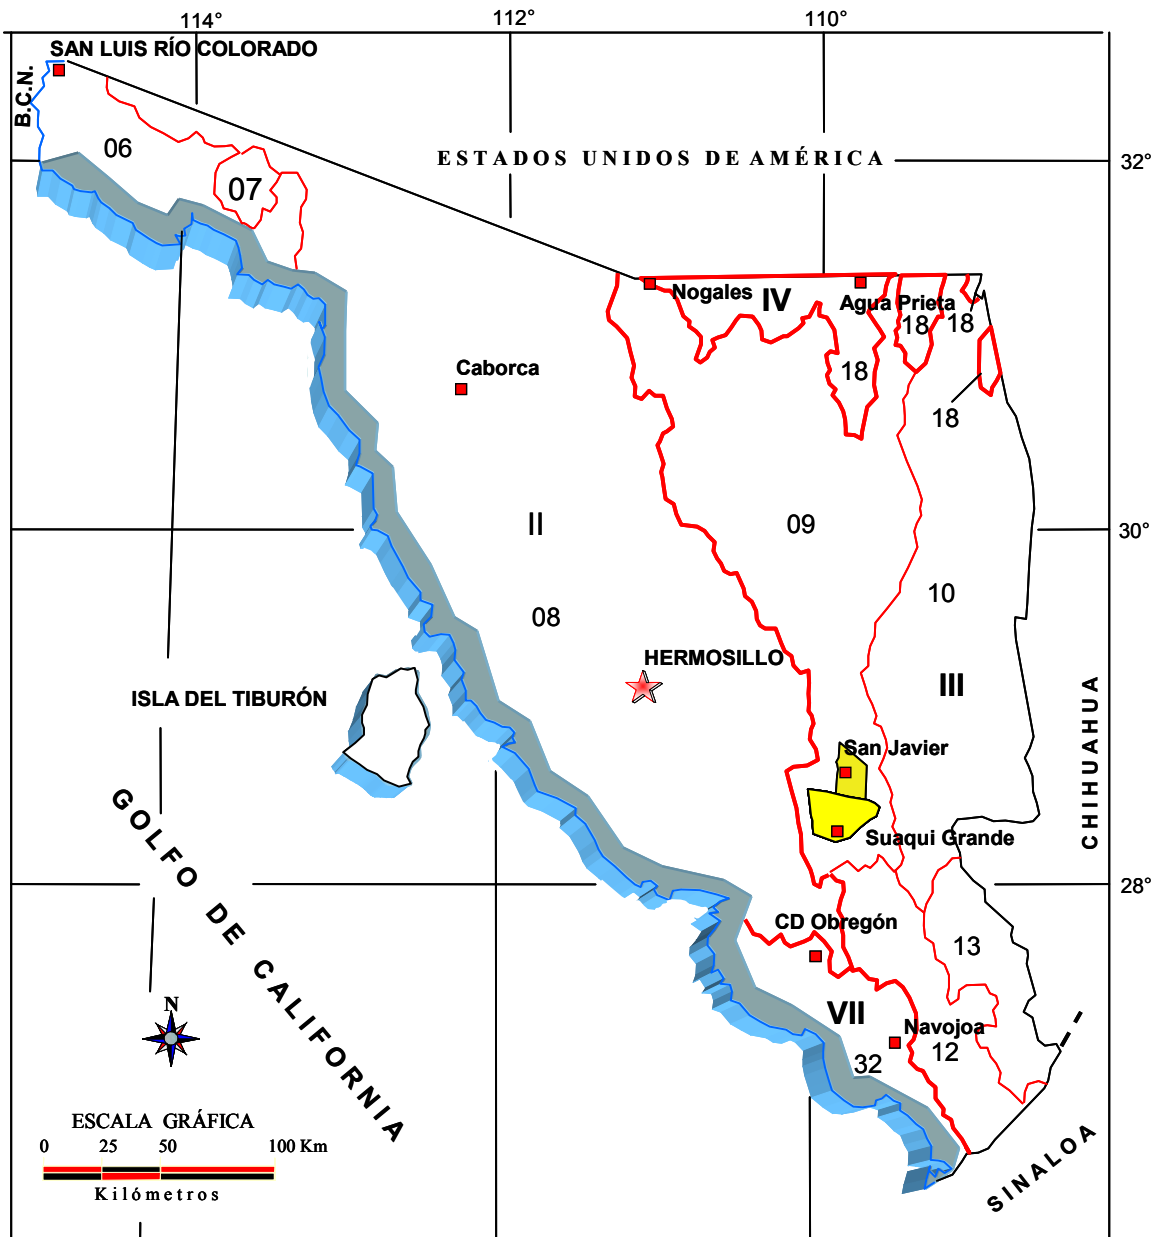 114°
112°
110°
SAN LUIS RÍO COLORADO
B.C.N.
06
ESTADOS UNIDOS DE AMÉRICA
32°
07
Nogales
IV
Agua Prieta
18
18
18
18
Caborca
II
09
30°
10
08
HERMOSILLO
III
ISLA DEL TIBURÓN
CHIHUAHUA
San Javier
Suaqui Grande
GOLFO DE CALIFORNIA
28°
CD Obregón
13
N
VII
Navojoa
12
32
ESCALA GRÁFICA
0 25 50 100 Km
Kilómetros
SINALOA